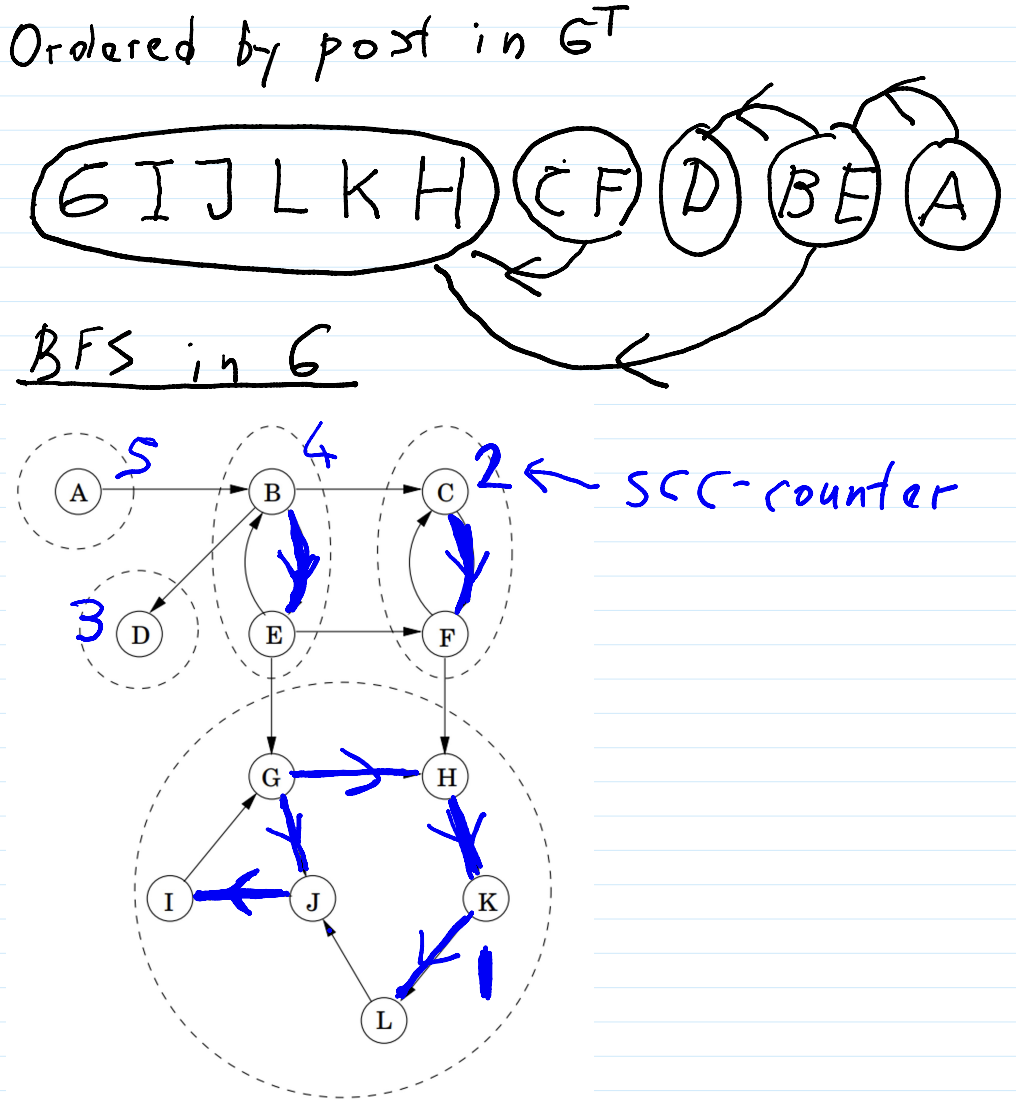 Ordered by post in G^T
G I J L K H C F D B E A
BFS in G
5 4 2 ← SCC-counter
A B C
3 D E F
G H
I J K
1
L